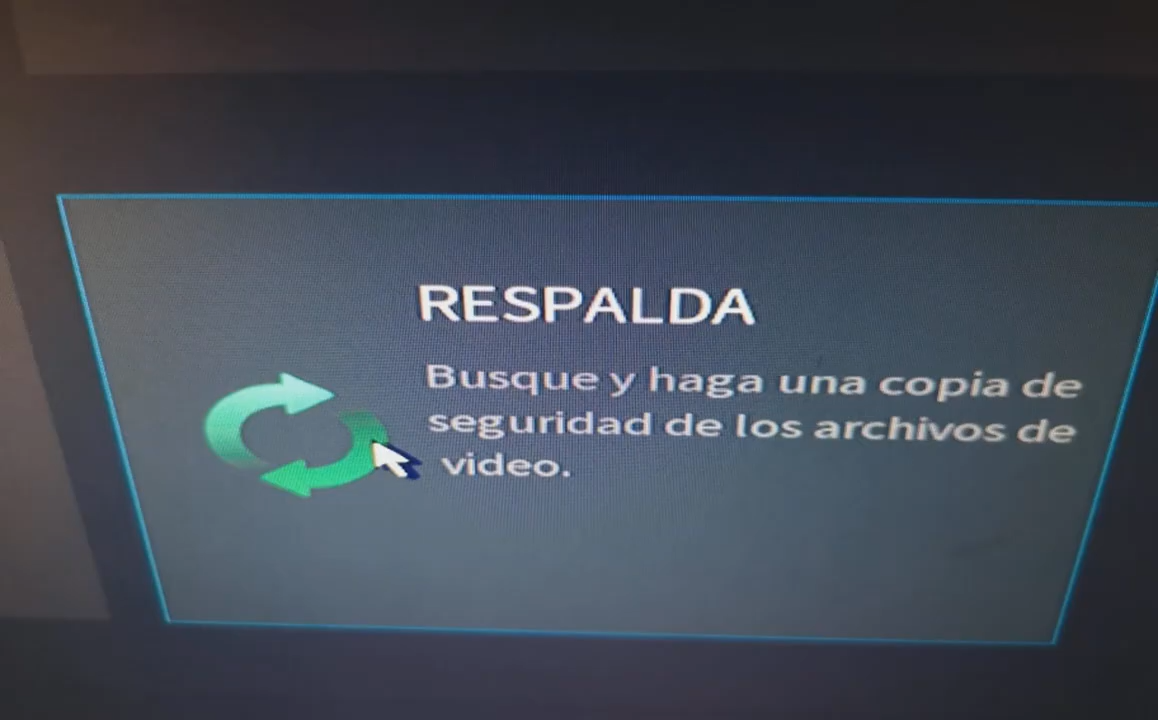 RESPALDA
Busque y haga una copia de
seguridad de los archivos de
video.